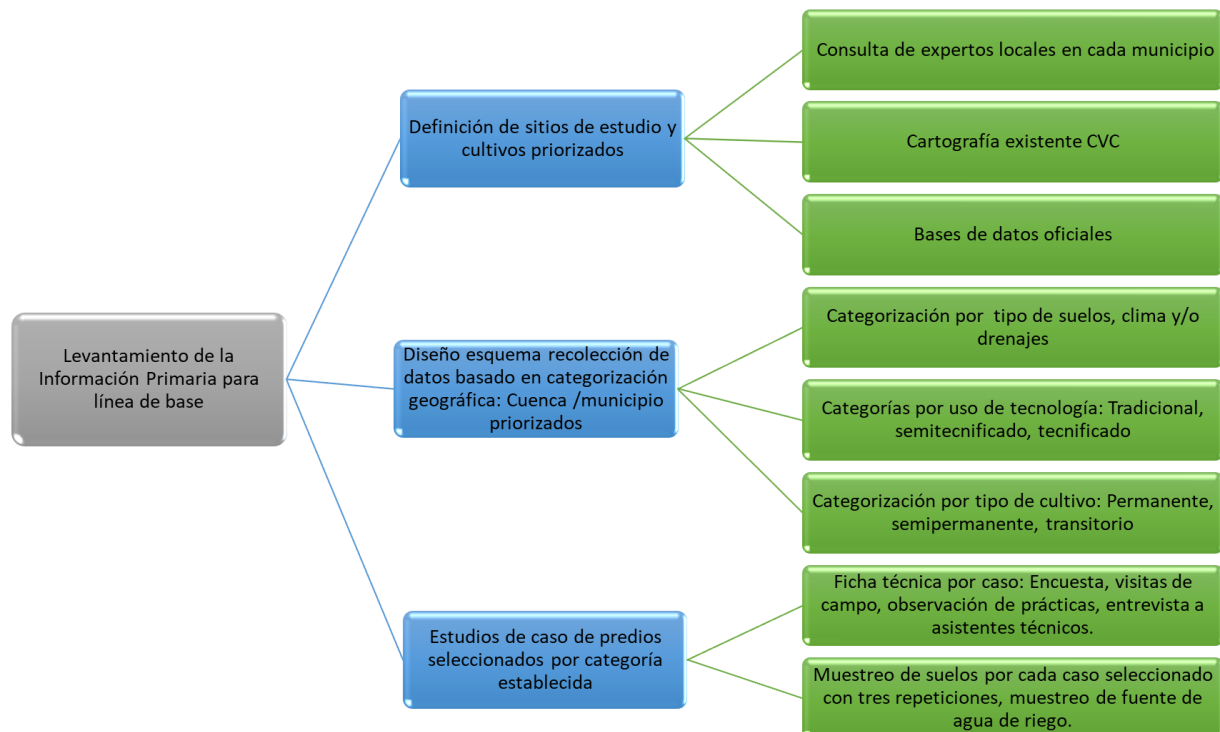 Levantamiento de la
Información Primaria para
línea de base
Definición de sitios de estudio y
cultivos priorizados
Consulta de expertos locales en cada municipio
Cartografía existente CVC
Bases de datos oficiales
Diseño esquema recolección de
datos basado en categorización
geográfica: Cuenca /municipio
priorizados
Categorización por tipo de suelos, clima y/o
drenajes
Categorías por uso de tecnología: Tradicional,
semitecnificado, tecnificado
Categorización por tipo de cultivo: Permanente,
semipermanente, transitorio
Estudios de caso de predios
seleccionados por categoría
establecida
Ficha técnica por caso: Encuesta, visitas de
campo, observación de prácticas, entrevista a
asistentes técnicos.
Muestreo de suelos por cada caso seleccionado
con tres repeticiones, muestreo de fuente de
agua de riego.